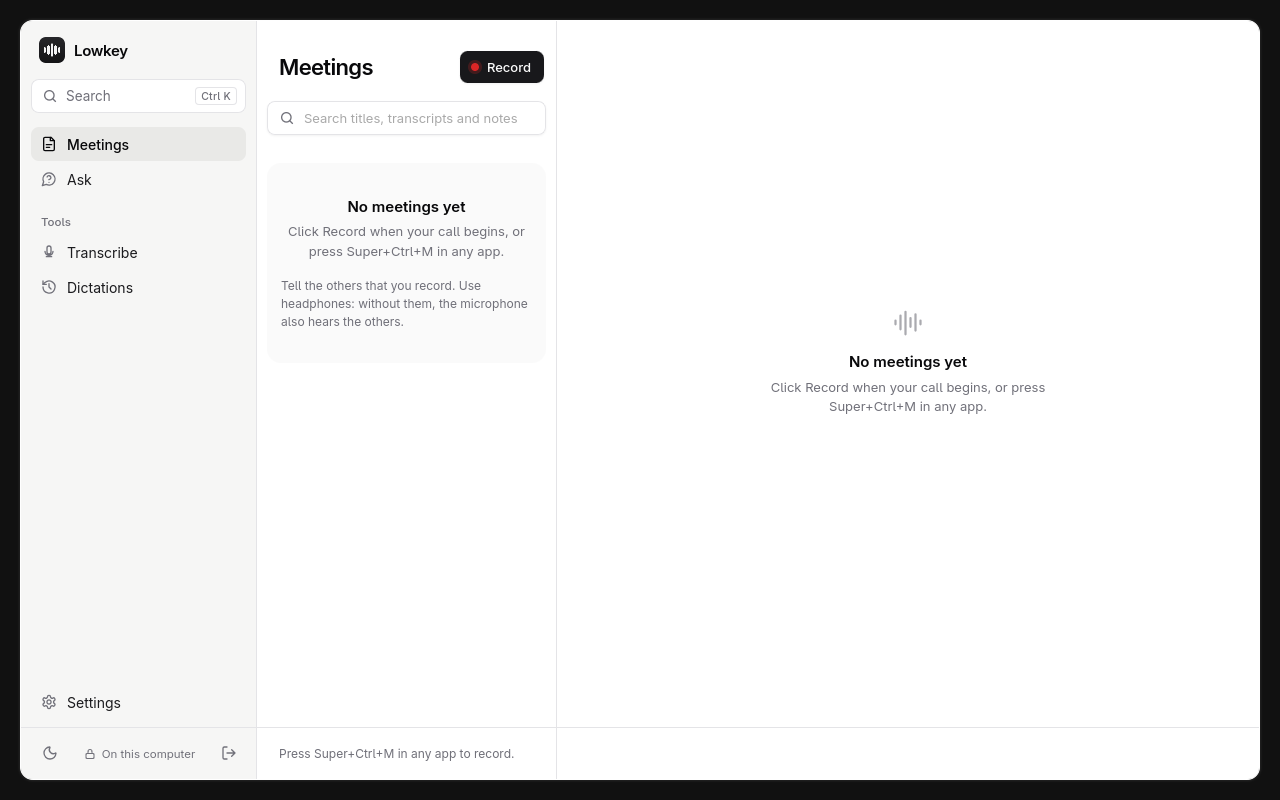 Lowkey
Search
Ctrl K
Meetings
Ask
Tools
Transcribe
Dictations
Settings
On this computer
Meetings
Record
Search titles, transcripts and notes
No meetings yet
Click Record when your call begins, or
press Super+Ctrl+M in any app.
Tell the others that you record. Use
headphones: without them, the microphone
also hears the others.
Press Super+Ctrl+M in any app to record.
No meetings yet
Click Record when your call begins, or press
Super+Ctrl+M in any app.